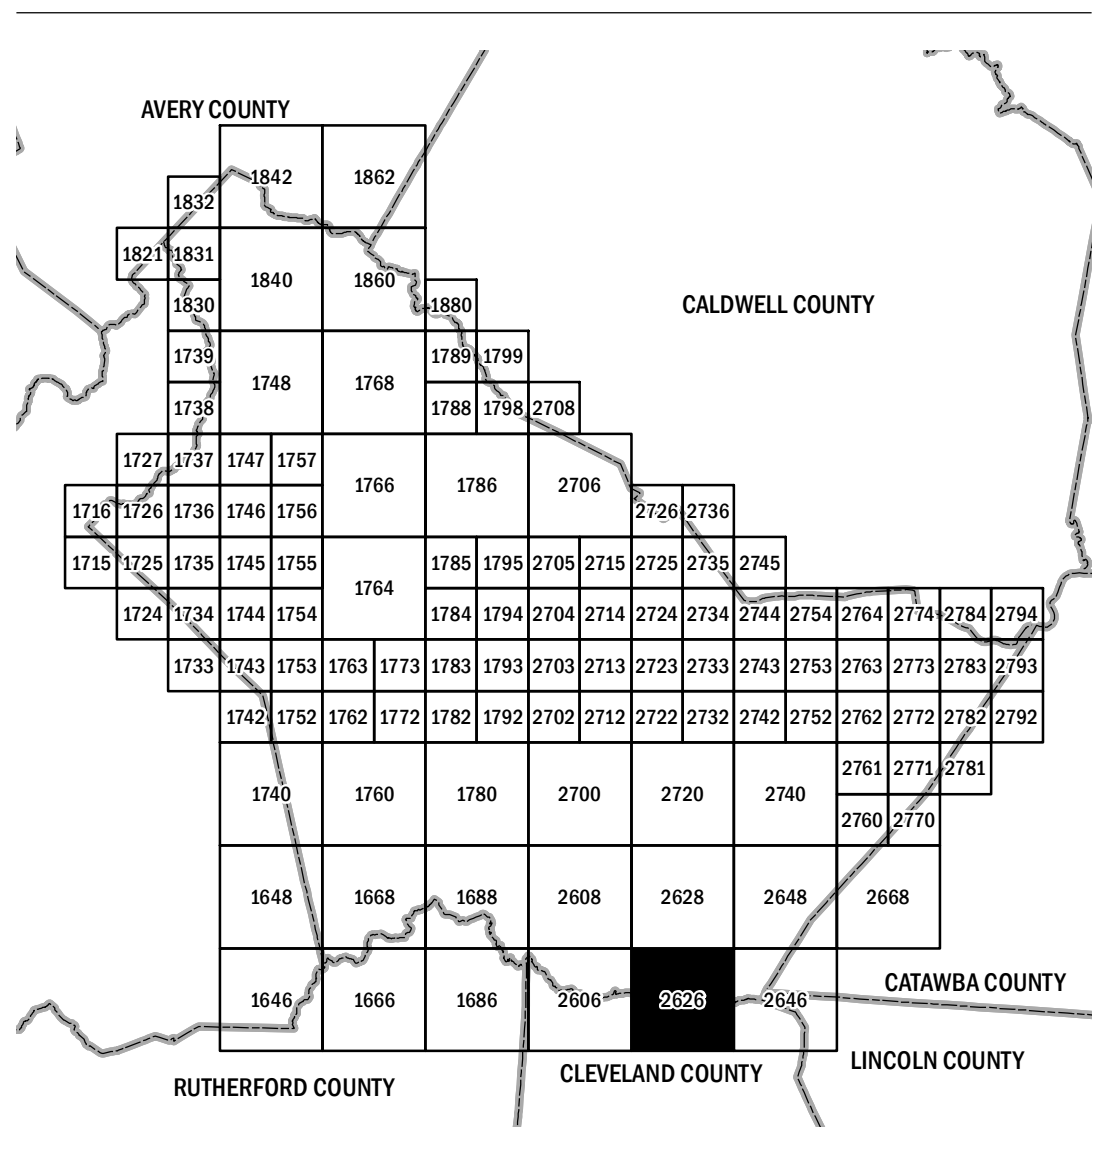 AVERY COUNTY
1842 1862
1832
1821 1831
1840 1860
CALDWELL COUNTY
1830 1880
1739 1789 1799
1748 1768
1738 1788 1798 2708
1727 1737 1747 1757
1766 1786 2706
1716 1726 1736 1746 1756 2726 2736
1715 1725 1735 1745 1755 1785 1795 2705 2715 2725 2735 2745
1764
1724 1734 1744 1754 1784 1794 2704 2714 2724 2734 2744 2754 2764 2774 2784 2794
1733 1743 1753 1763 1773 1783 1793 2703 2713 2723 2733 2743 2753 2763 2773 2783 2793
1742 1752 1762 1772 1782 1792 2702 2712 2722 2732 2742 2752 2762 2772 2782 2792
2761 2771 2781
1740 1760 1780 2700 2720 2740
2760 2770
1648 1668 1688 2608 2628 2648 2668
CATAWBA COUNTY
1646 1666 1686 2606 2626 2646
LINCOLN COUNTY
CLEVELAND COUNTY
RUTHERFORD COUNTY